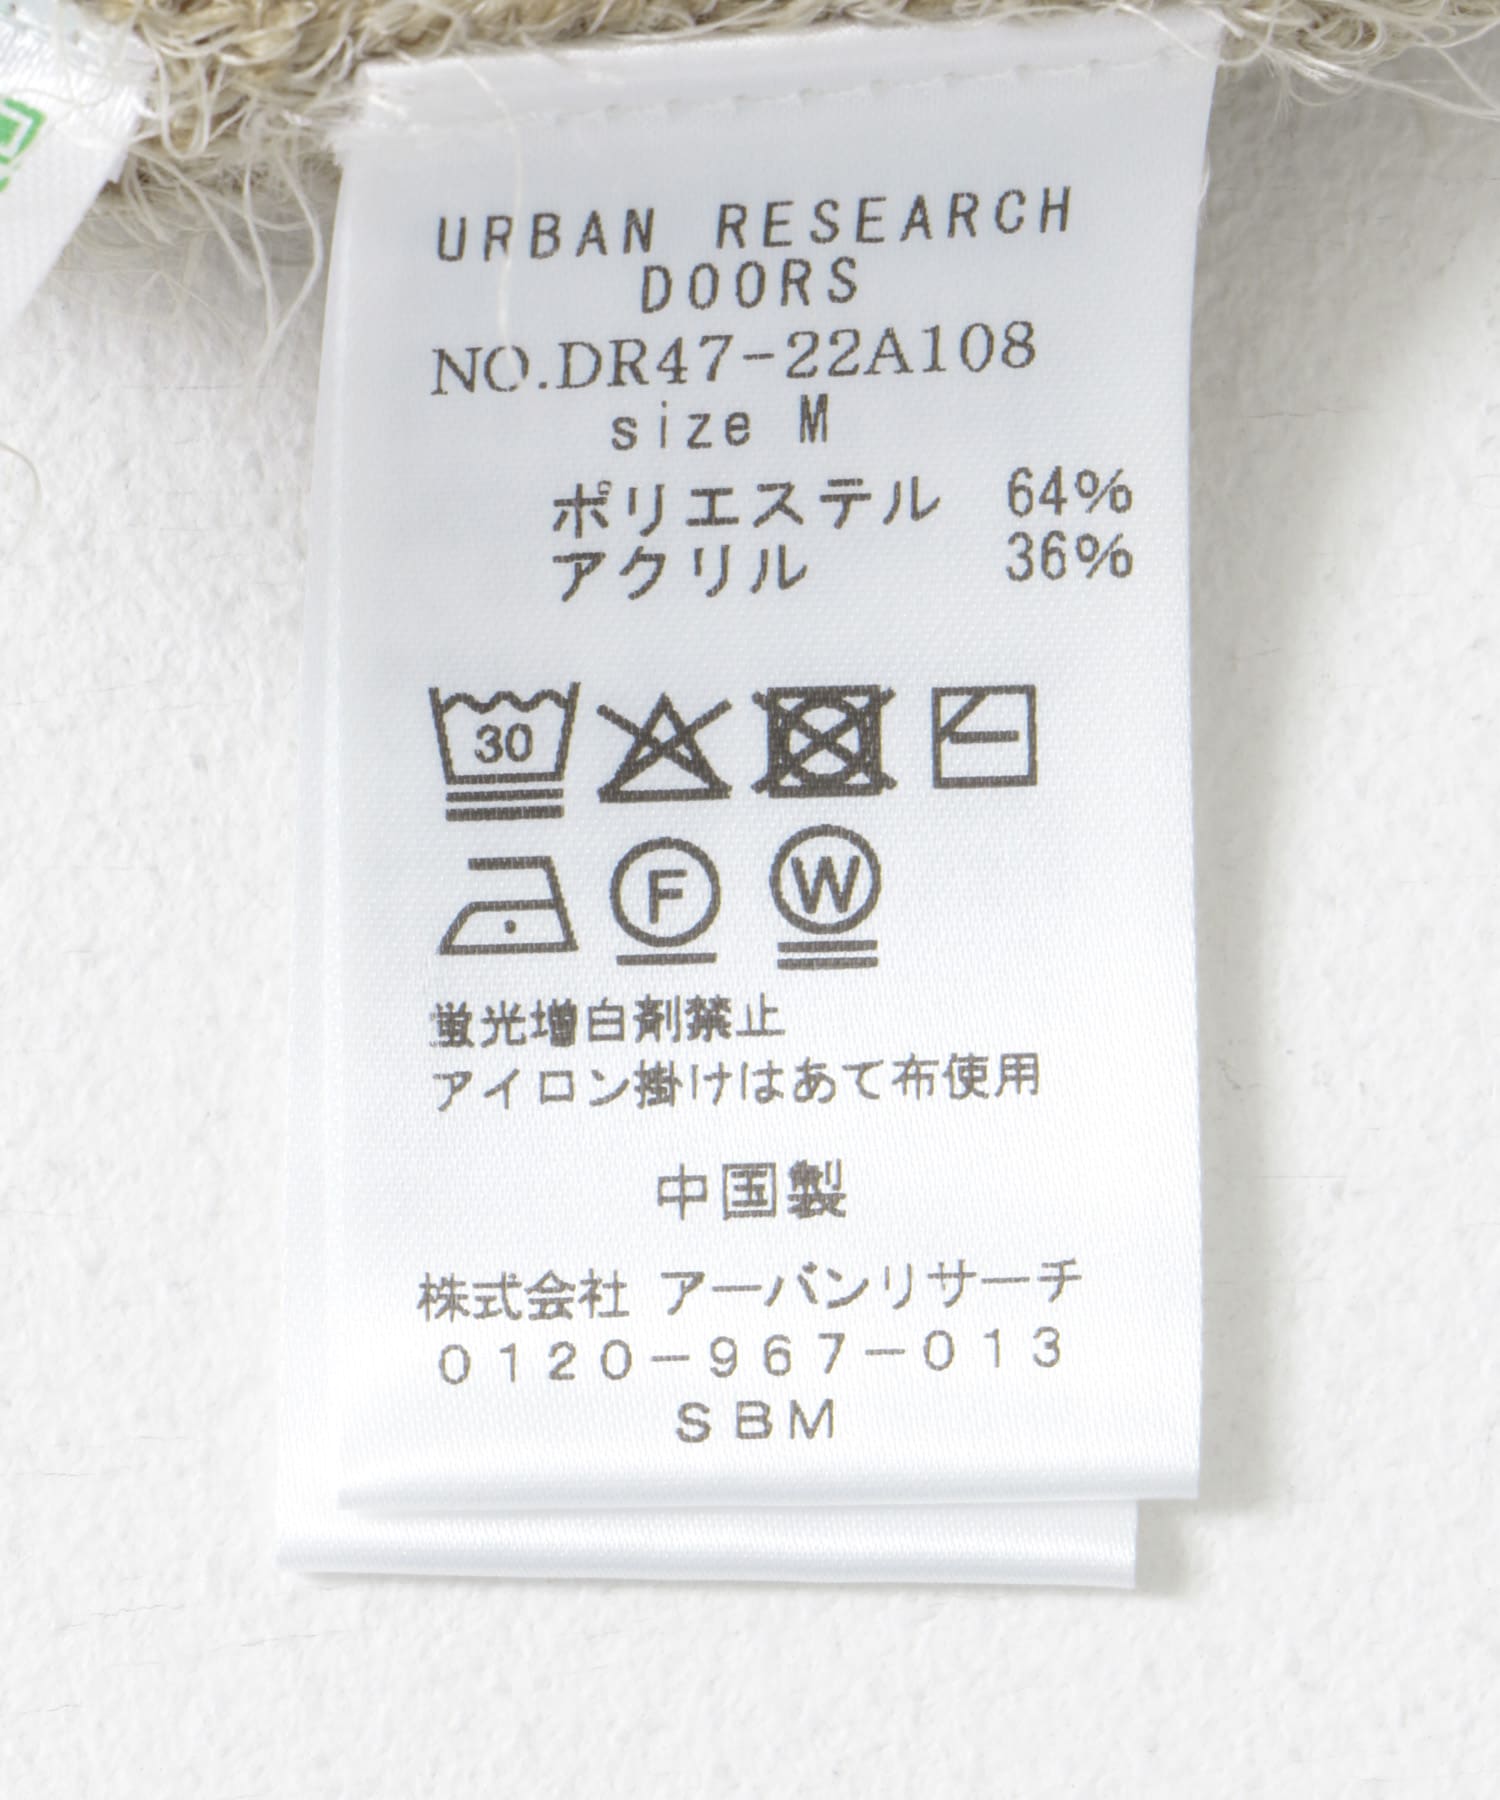 URBAN RESEARCH
DOORS
NO.DR47-22A108
size M
ポリエステル 64%
アクリル 36%
30
F W
蛍光増白剤禁止
アイロン掛けはあて布使用
中国製
株式会社 アーバンリサーチ
0120-967-013
SBM